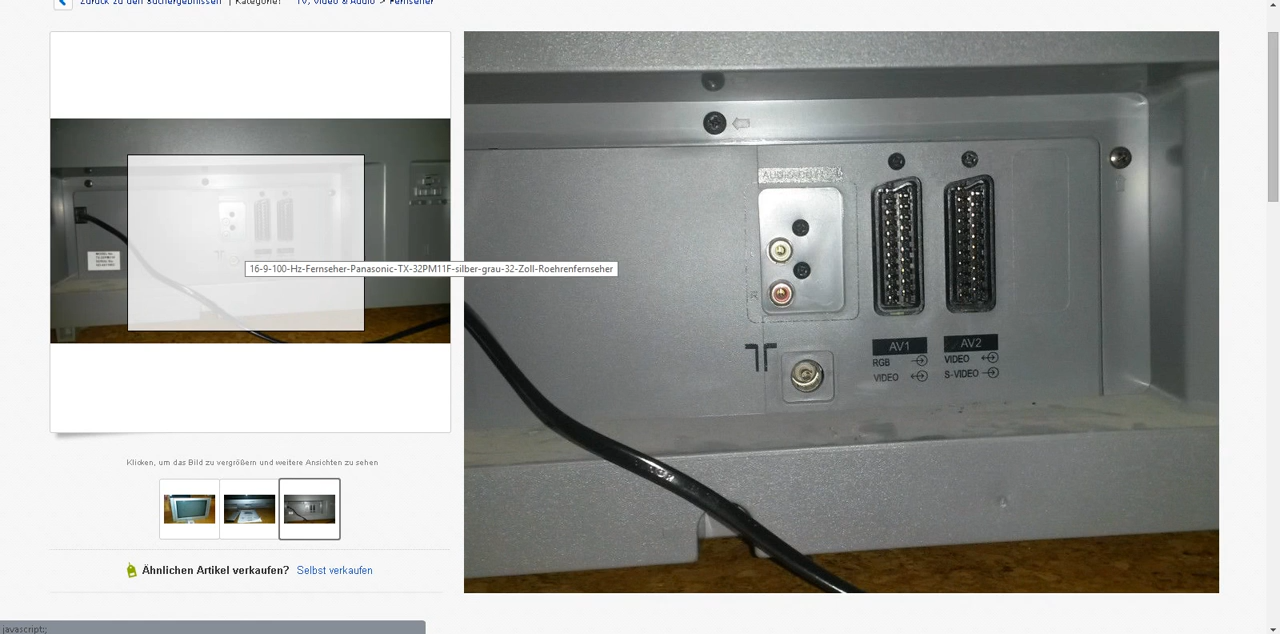 Zurück zu den Suchergebnissen | Kategorie: TV, Video & Audio > Fernseher
16-9-100-Hz-Fernseher-Panasonic-TX-32PM11F-silber-grau-32-Zoll-Roehrenfernseher
AV1
RGB
VIDEO
AV2
VIDEO
S-VIDEO
Klicken, um das Bild zu vergrößern und weitere Ansichten zu sehen
Ähnlichen Artikel verkaufen? Selbst verkaufen
javascript:;